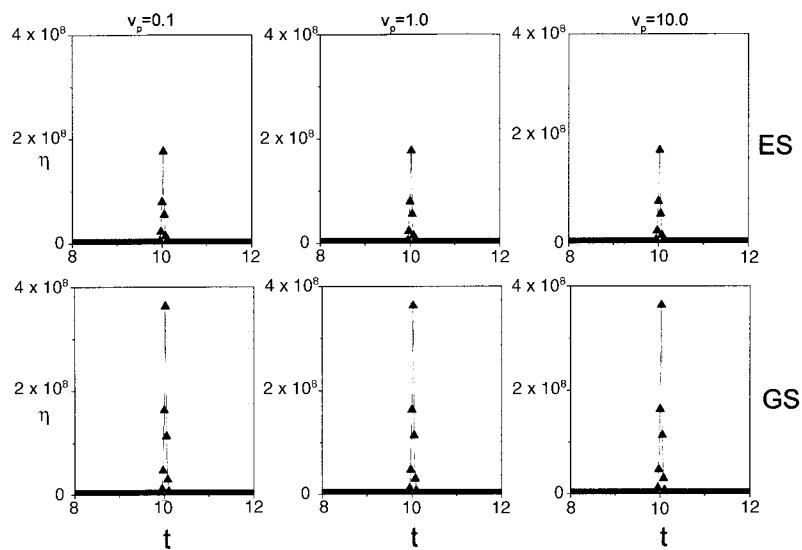 v_p=0.1 v_p=1.0 v_p=10.0
4 x 10^8 4 x 10^8 4 x 10^8
2 x 10^8 2 x 10^8 2 x 10^8 ES
η
0 0 0
8 10 12 8 10 12 8 10 12
4 x 10^8 4 x 10^8 4 x 10^8
2 x 10^8 2 x 10^8 2 x 10^8 GS
η
0 0 0
8 10 12 8 10 12 8 10 12
t t t